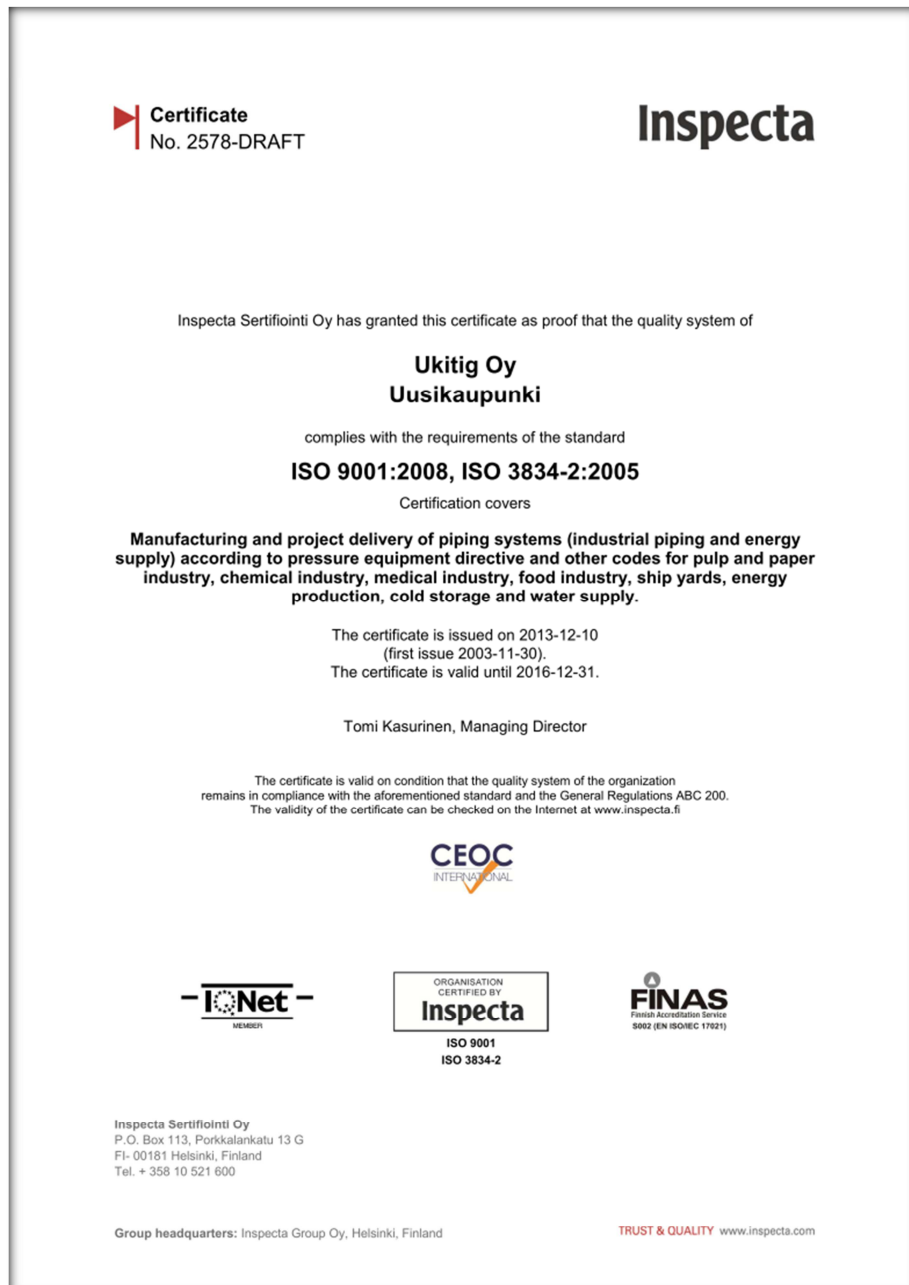 Certificate
No. 2578-DRAFT
Inspecta
Inspecta Sertifiointi Oy has granted this certificate as proof that the quality system of
Ukitig Oy
Uusikaupunki
complies with the requirements of the standard
ISO 9001:2008, ISO 3834-2:2005
Certification covers
Manufacturing and project delivery of piping systems (industrial piping and energy
supply) according to pressure equipment directive and other codes for pulp and paper
industry, chemical industry, medical industry, food industry, ship yards, energy
production, cold storage and water supply.
The certificate is issued on 2013-12-10
(first issue 2003-11-30).
The certificate is valid until 2016-12-31.
Tomi Kasurinen, Managing Director
The certificate is valid on condition that the quality system of the organization
remains in compliance with the aforementioned standard and the General Regulations ABC 200.
The validity of the certificate can be checked on the Internet at www.inspecta.fi
CEOC
INTERNATIONAL
IQNet
MEMBER
ORGANISATION
CERTIFIED BY
Inspecta
ISO 9001
ISO 3834-2
FINAS
Finnish Accreditation Service
S002 (EN ISO/IEC 17021)
Inspecta Sertifiointi Oy
P.O. Box 113, Porkkalankatu 13 G
FI- 00181 Helsinki, Finland
Tel. + 358 10 521 600
Group headquarters: Inspecta Group Oy, Helsinki, Finland
TRUST & QUALITY www.inspecta.com